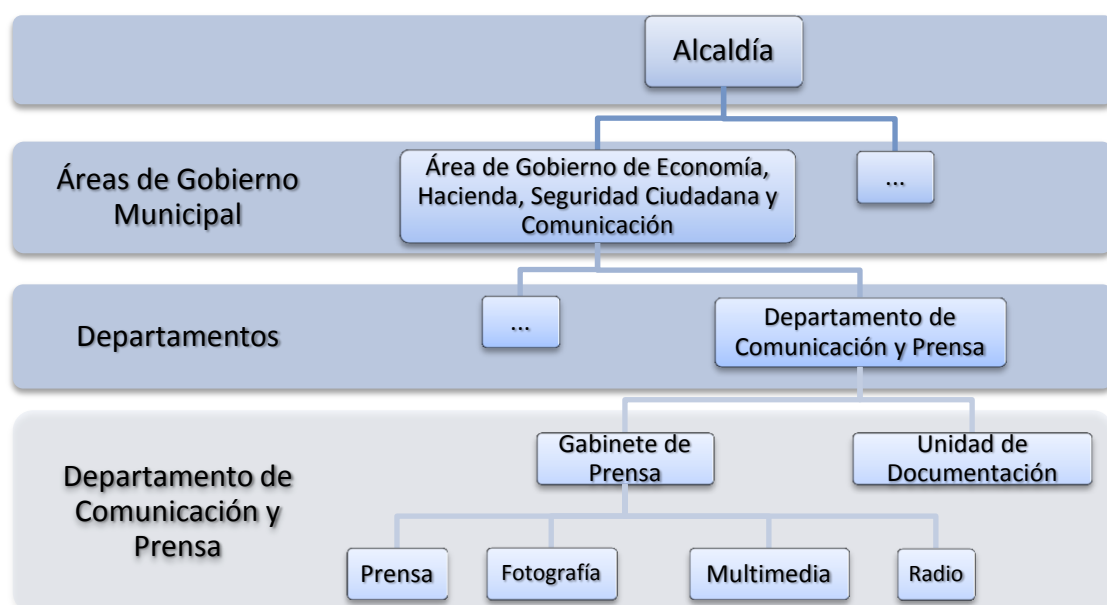 Alcaldía
Áreas de Gobierno
Municipal
Área de Gobierno de Economía,
Hacienda, Seguridad Ciudadana y
Comunicación
...
Departamentos
...
Departamento de
Comunicación y Prensa
Departamento de
Comunicación y
Prensa
Gabinete de
Prensa
Unidad de
Documentación
Prensa
Fotografía
Multimedia
Radio